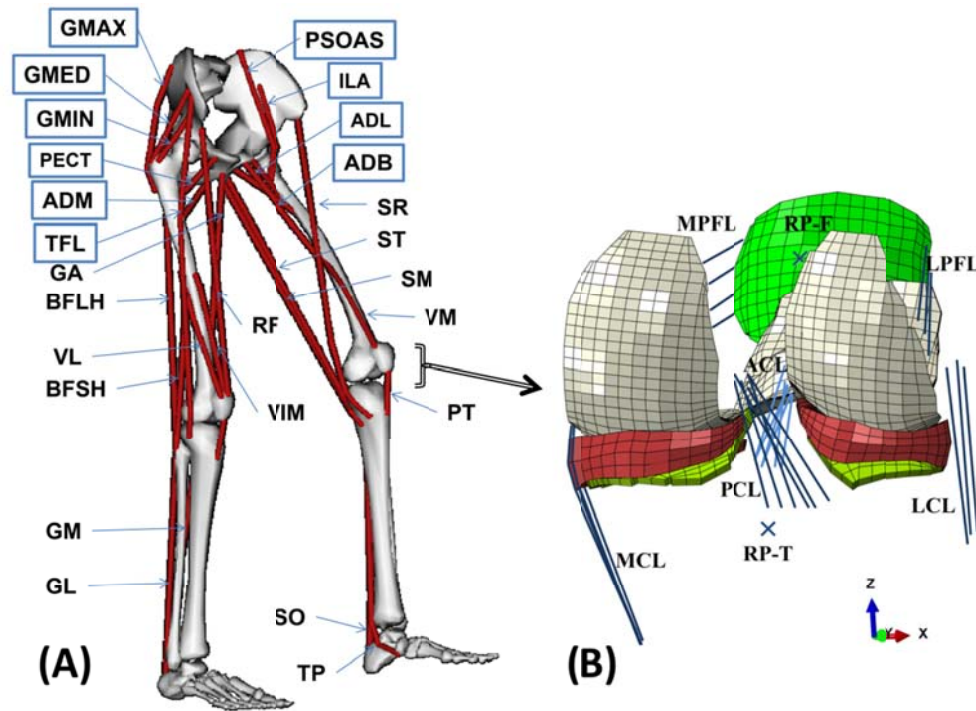 GMAX
GMED
GMIN
PECT
ADM
TFL
GA
BFLH
VL
BFSH
GM
GL
(A)
PSOAS
ILA
ADL
ADB
SR
ST
SM
VM
RF
VIM
PT
SO
TP
MPFL
RP-F
LPFL
ACL
PCL
LCL
MCL
RP-T
Z
Y
X
(B)